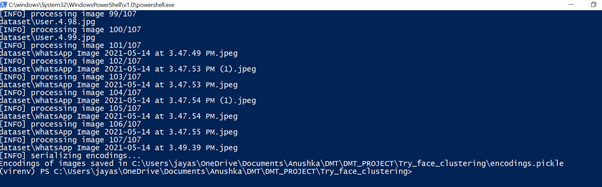 C:\windows\System32\WindowsPowerShell\v1.0\powershell.exe
[INFO] processing image 99/107
dataset\User.4.98.jpg
[INFO] processing image 100/107
dataset\User.4.99.jpg
[INFO] processing image 101/107
dataset\WhatsApp Image 2021-05-14 at 3.47.49 PM.jpeg
[INFO] processing image 102/107
dataset\WhatsApp Image 2021-05-14 at 3.47.53 PM (1).jpeg
[INFO] processing image 103/107
dataset\WhatsApp Image 2021-05-14 at 3.47.53 PM.jpeg
[INFO] processing image 104/107
dataset\WhatsApp Image 2021-05-14 at 3.47.54 PM (1).jpeg
[INFO] processing image 105/107
dataset\WhatsApp Image 2021-05-14 at 3.47.54 PM.jpeg
[INFO] processing image 106/107
dataset\WhatsApp Image 2021-05-14 at 3.47.55 PM.jpeg
[INFO] processing image 107/107
dataset\WhatsApp Image 2021-05-14 at 3.49.39 PM.jpeg
[INFO] serializing encodings...
Encodings of images saved in C:\Users\jayas\OneDrive\Documents\Anushka\DMT\DMT_PROJECT\Try_face_clustering\encodings.pickle
(virenv) PS C:\Users\jayas\OneDrive\Documents\Anushka\DMT\DMT_PROJECT\Try_face_clustering>